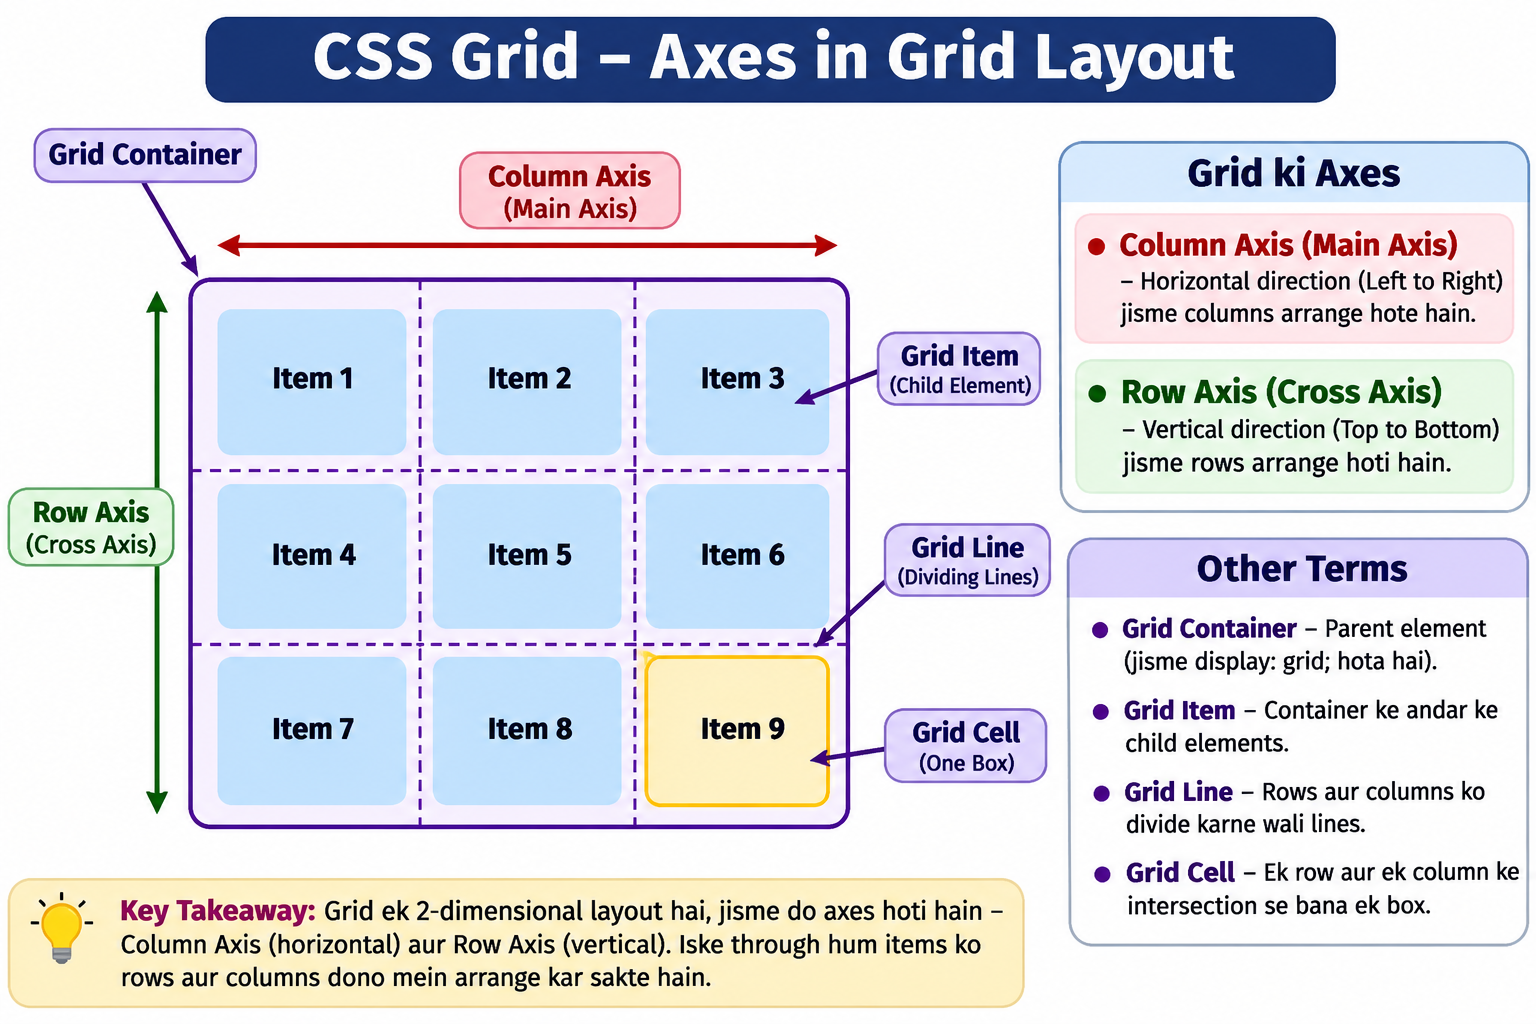 CSS Grid – Axes in Grid Layout
Grid Container
Column Axis
(Main Axis)
Row Axis
(Cross Axis)
Item 1
Item 2
Item 3
Item 4
Item 5
Item 6
Item 7
Item 8
Item 9
Grid Item
(Child Element)
Grid Line
(Dividing Lines)
Grid Cell
(One Box)
Grid ki Axes
● Column Axis (Main Axis)
– Horizontal direction (Left to Right)
jisme columns arrange hote hain.
● Row Axis (Cross Axis)
– Vertical direction (Top to Bottom)
jisme rows arrange hoti hain.
Other Terms
● Grid Container – Parent element
(jisme display: grid; hota hai).
● Grid Item – Container ke andar ke
child elements.
● Grid Line – Rows aur columns ko
divide karne wali lines.
● Grid Cell – Ek row aur ek column ke
intersection se bana ek box.
Key Takeaway: Grid ek 2-dimensional layout hai, jisme do axes hoti hain –
Column Axis (horizontal) aur Row Axis (vertical). Iske through hum items ko
rows aur columns dono mein arrange kar sakte hain.